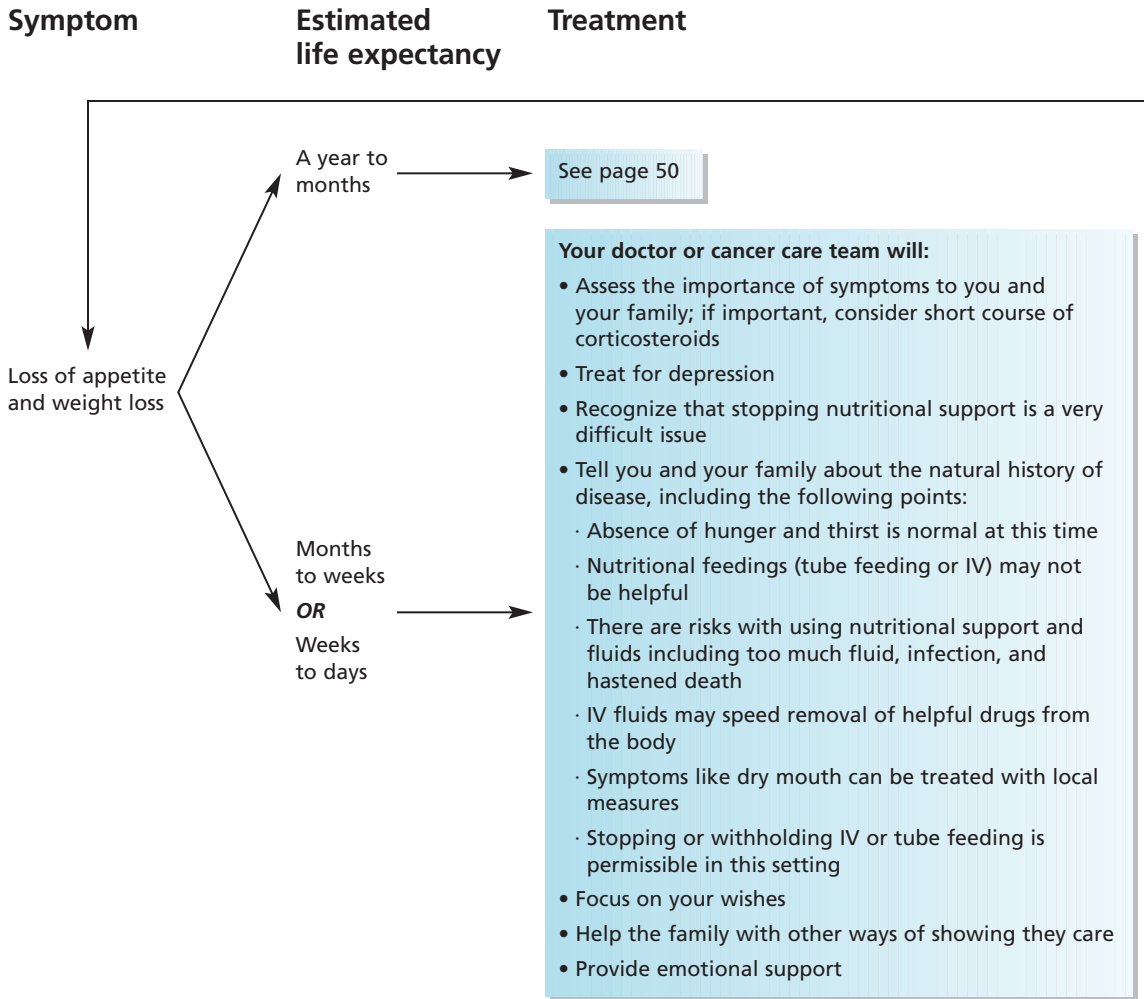 Symptom
Estimated
life expectancy
Treatment
Loss of appetite
and weight loss
A year to
months
See page 50
Months
to weeks
OR
Weeks
to days
Your doctor or cancer care team will:
• Assess the importance of symptoms to you and
your family; if important, consider short course of
corticosteroids
• Treat for depression
• Recognize that stopping nutritional support is a very
difficult issue
• Tell you and your family about the natural history of
disease, including the following points:
· Absence of hunger and thirst is normal at this time
· Nutritional feedings (tube feeding or IV) may not
be helpful
· There are risks with using nutritional support and
fluids including too much fluid, infection, and
hastened death
· IV fluids may speed removal of helpful drugs from
the body
· Symptoms like dry mouth can be treated with local
measures
· Stopping or withholding IV or tube feeding is
permissible in this setting
• Focus on your wishes
• Help the family with other ways of showing they care
• Provide emotional support